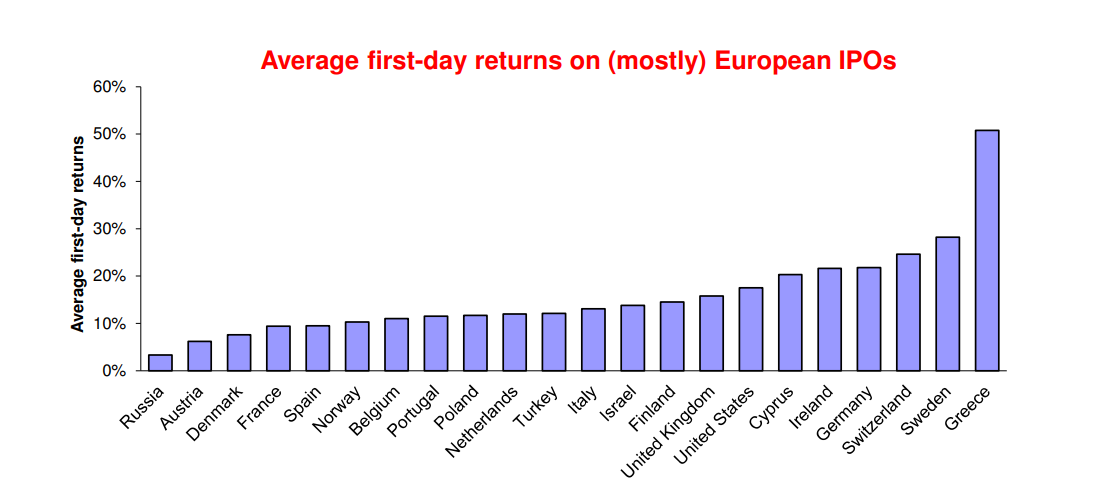 Average first-day returns on (mostly) European IPOs
60%
50%
40%
30%
20%
10%
0%
Average first-day returns
Russia
Austria
Denmark
France
Spain
Norway
Belgium
Portugal
Poland
Netherlands
Turkey
Italy
Israel
Finland
United Kingdom
United States
Cyprus
Ireland
Germany
Switzerland
Sweden
Greece